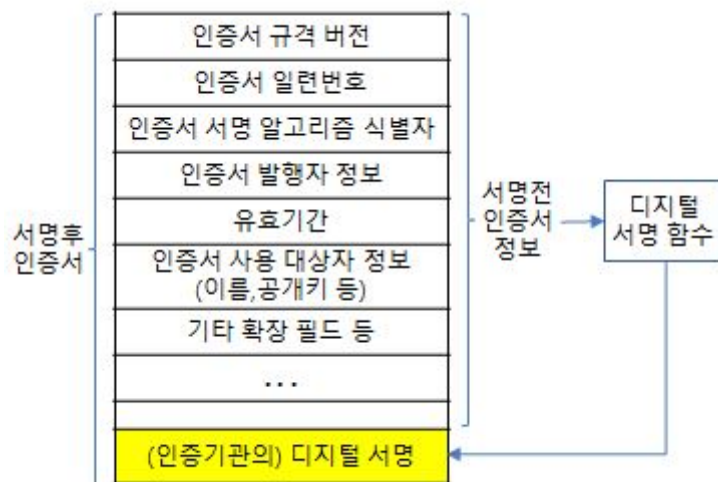 인증서 규격 버전
인증서 일련번호
인증서 서명 알고리즘 식별자
인증서 발행자 정보
유효기간
인증서 사용 대상자 정보
(이름,공개키 등)
기타 확장 필드 등
...
(인증기관의) 디지털 서명
서명후
인증서
서명전
인증서
정보
디지털
서명 함수